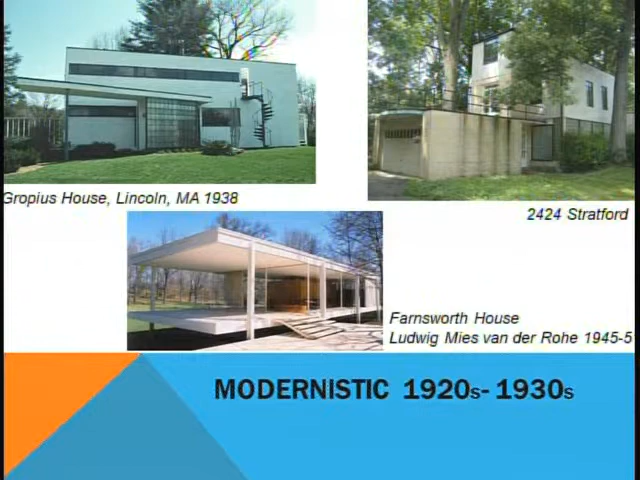 Gropius House, Lincoln, MA 1938
2424 Stratford
Farnsworth House
Ludwig Mies van der Rohe 1945-5
MODERNISTIC 1920s-1930s